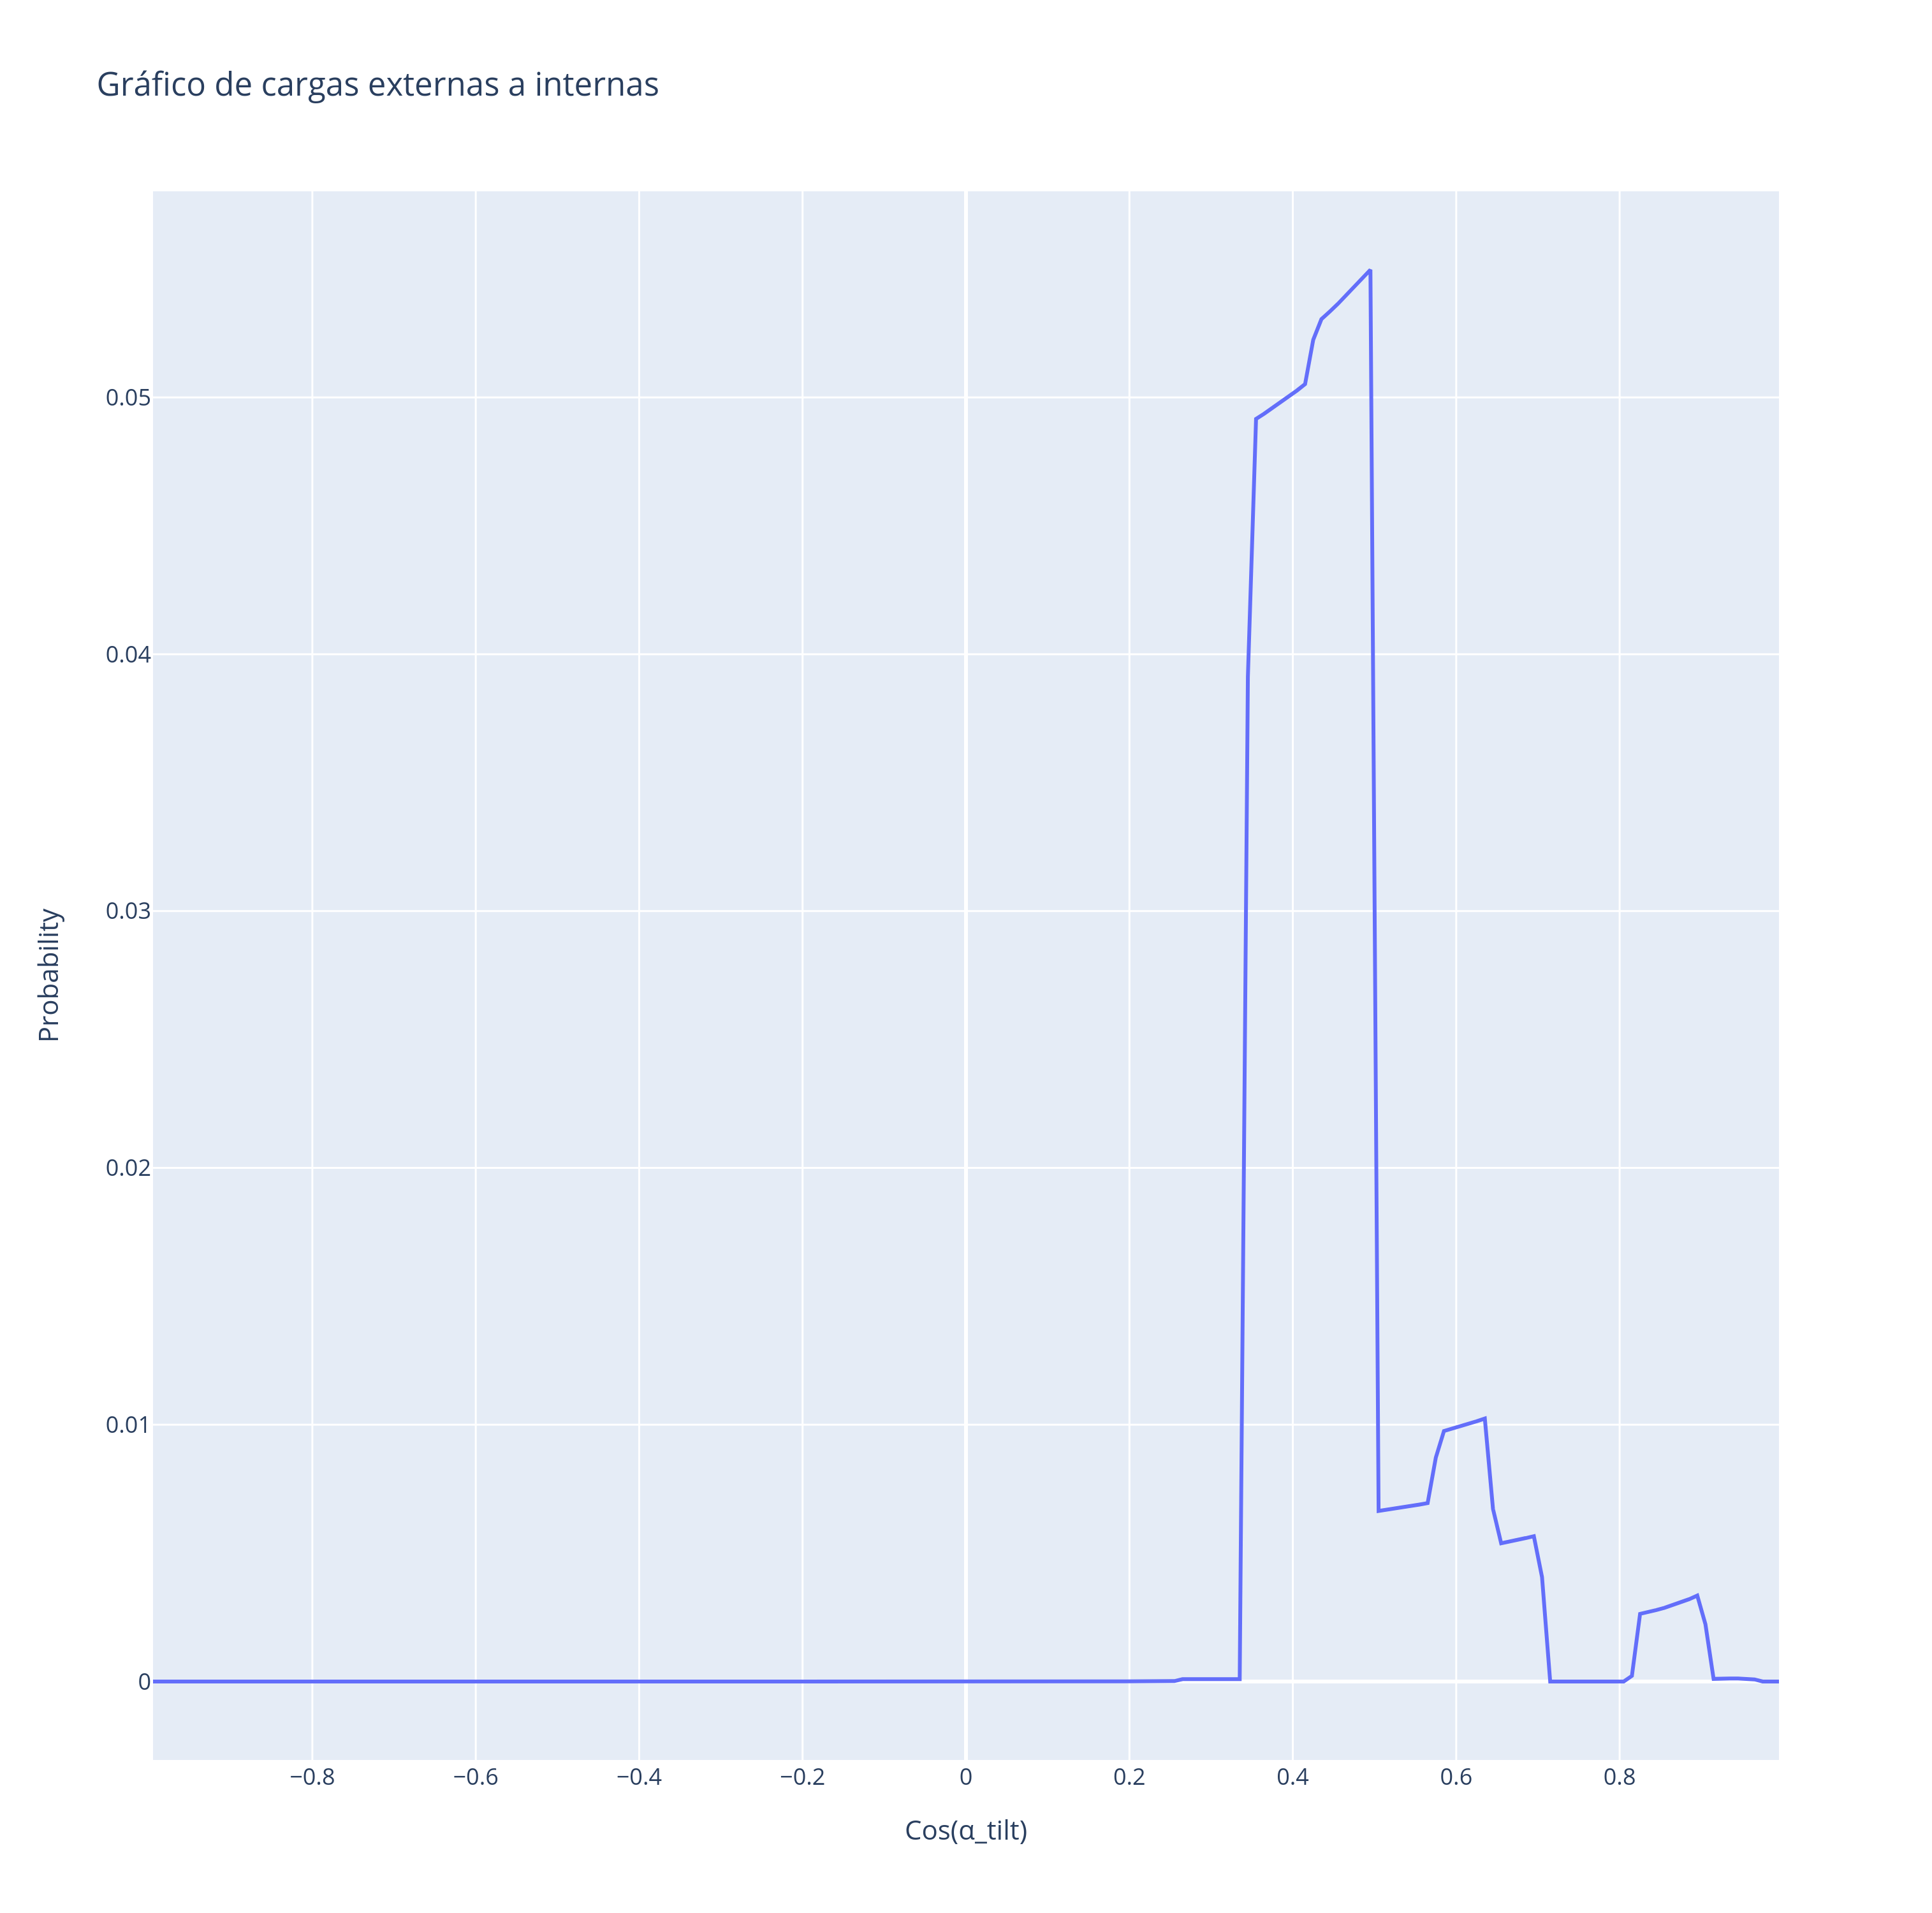 Gráfico de cargas externas a internas
0.05
0.04
0.03
0.02
0.01
0
Probability
−0.8 −0.6 −0.4 −0.2 0 0.2 0.4 0.6 0.8
Cos(α_tilt)